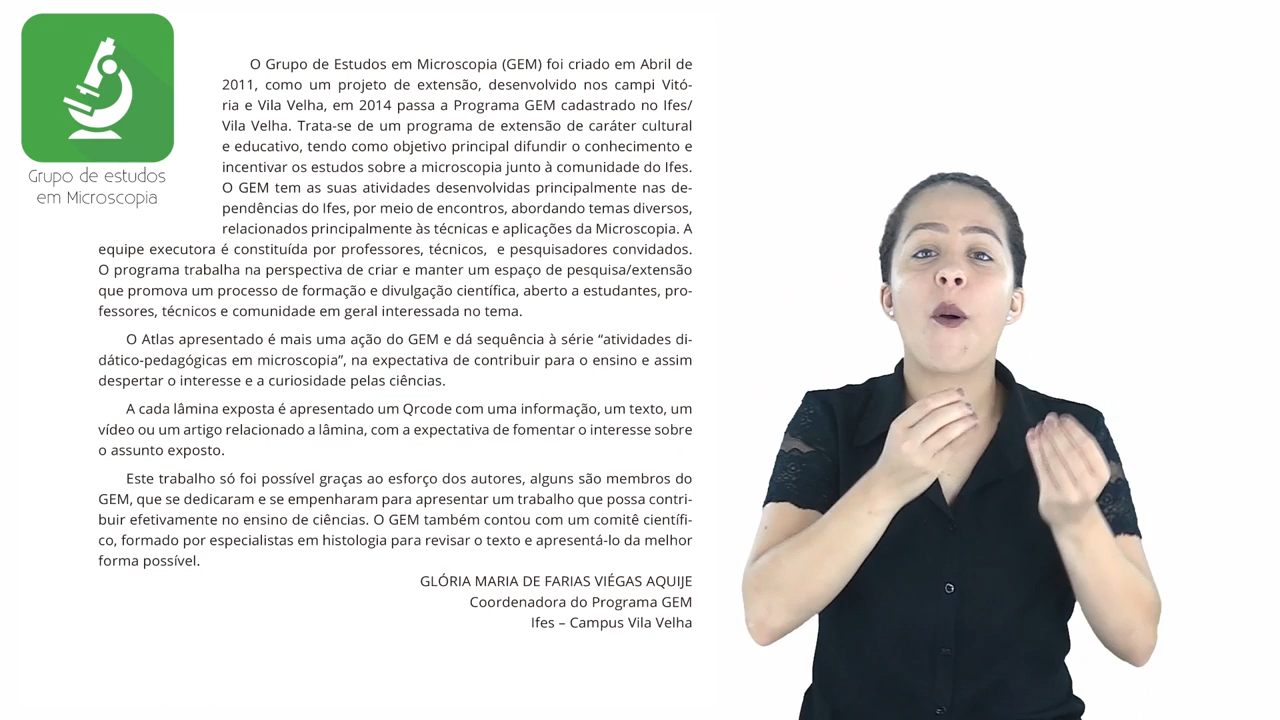 Grupo de estudos
em Microscopia
O Grupo de Estudos em Microscopia (GEM) foi criado em Abril de
2011, como um projeto de extensão, desenvolvido nos campi Vitó-
ria e Vila Velha, em 2014 passa a Programa GEM cadastrado no Ifes/
Vila Velha. Trata-se de um programa de extensão de caráter cultural
e educativo, tendo como objetivo principal difundir o conhecimento e
incentivar os estudos sobre a microscopia junto à comunidade do Ifes.
O GEM tem as suas atividades desenvolvidas principalmente nas de-
pendências do Ifes, por meio de encontros, abordando temas diversos,
relacionados principalmente às técnicas e aplicações da Microscopia. A
equipe executora é constituída por professores, técnicos,  e pesquisadores convidados.
O programa trabalha na perspectiva de criar e manter um espaço de pesquisa/extensão
que promova um processo de formação e divulgação científica, aberto a estudantes, pro-
fessores, técnicos e comunidade em geral interessada no tema.
O Atlas apresentado é mais uma ação do GEM e dá sequência à série “atividades di-
dático-pedagógicas em microscopia”, na expectativa de contribuir para o ensino e assim
despertar o interesse e a curiosidade pelas ciências.
A cada lâmina exposta é apresentado um Qrcode com uma informação, um texto, um
vídeo ou um artigo relacionado a lâmina, com a expectativa de fomentar o interesse sobre
o assunto exposto.
Este trabalho só foi possível graças ao esforço dos autores, alguns são membros do
GEM, que se dedicaram e se empenharam para apresentar um trabalho que possa contri-
buir efetivamente no ensino de ciências. O GEM também contou com um comitê científi-
co, formado por especialistas em histologia para revisar o texto e apresentá-lo da melhor
forma possível.
GLÓRIA MARIA DE FARIAS VIÉGAS AQUIJE
Coordenadora do Programa GEM
Ifes – Campus Vila Velha